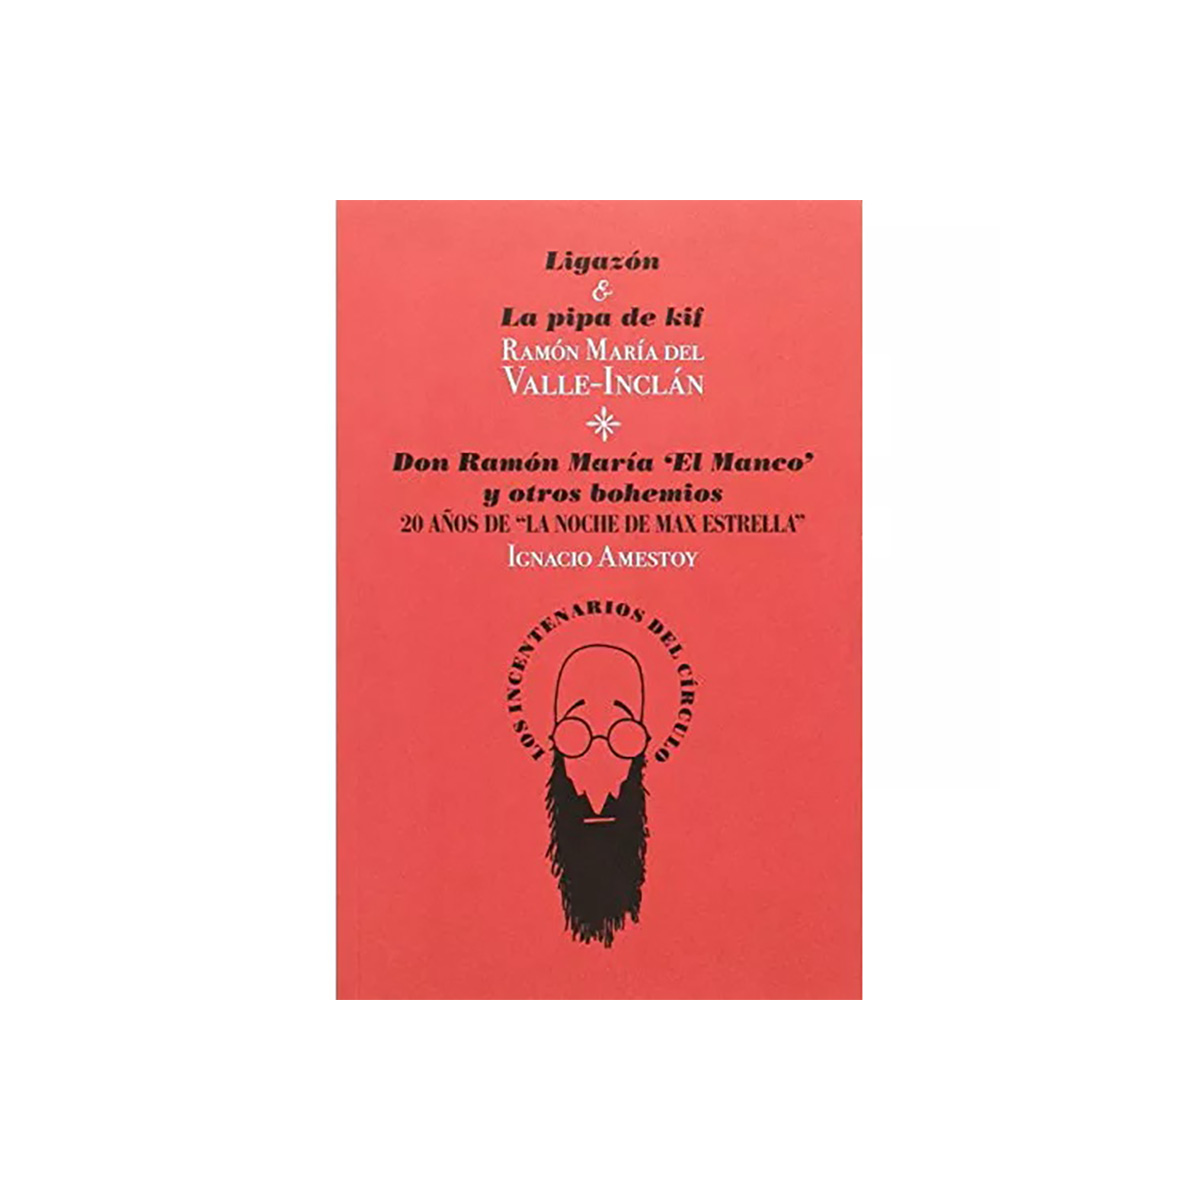 Ligazón
&
La pipa de kif
RAMÓN MARÍA DEL
VALLE-INCLÁN
Don Ramón María ‘El Manco’
y otros bohemios
20 AÑOS DE “LA NOCHE DE MAX ESTRELLA”
IGNACIO AMESTOY
LOS INCENTENARIOS DEL CÍRCULO